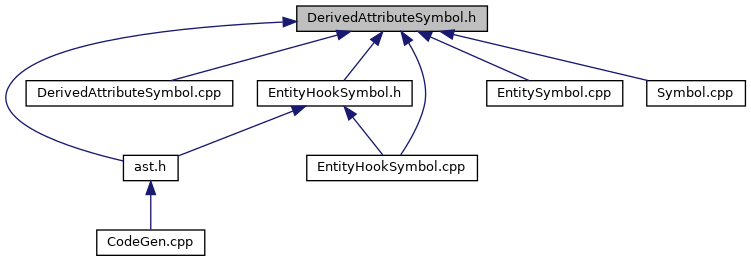 DerivedAttributeSymbol.h
DerivedAttributeSymbol.cpp
EntityHookSymbol.h
EntitySymbol.cpp
Symbol.cpp
ast.h
EntityHookSymbol.cpp
CodeGen.cpp